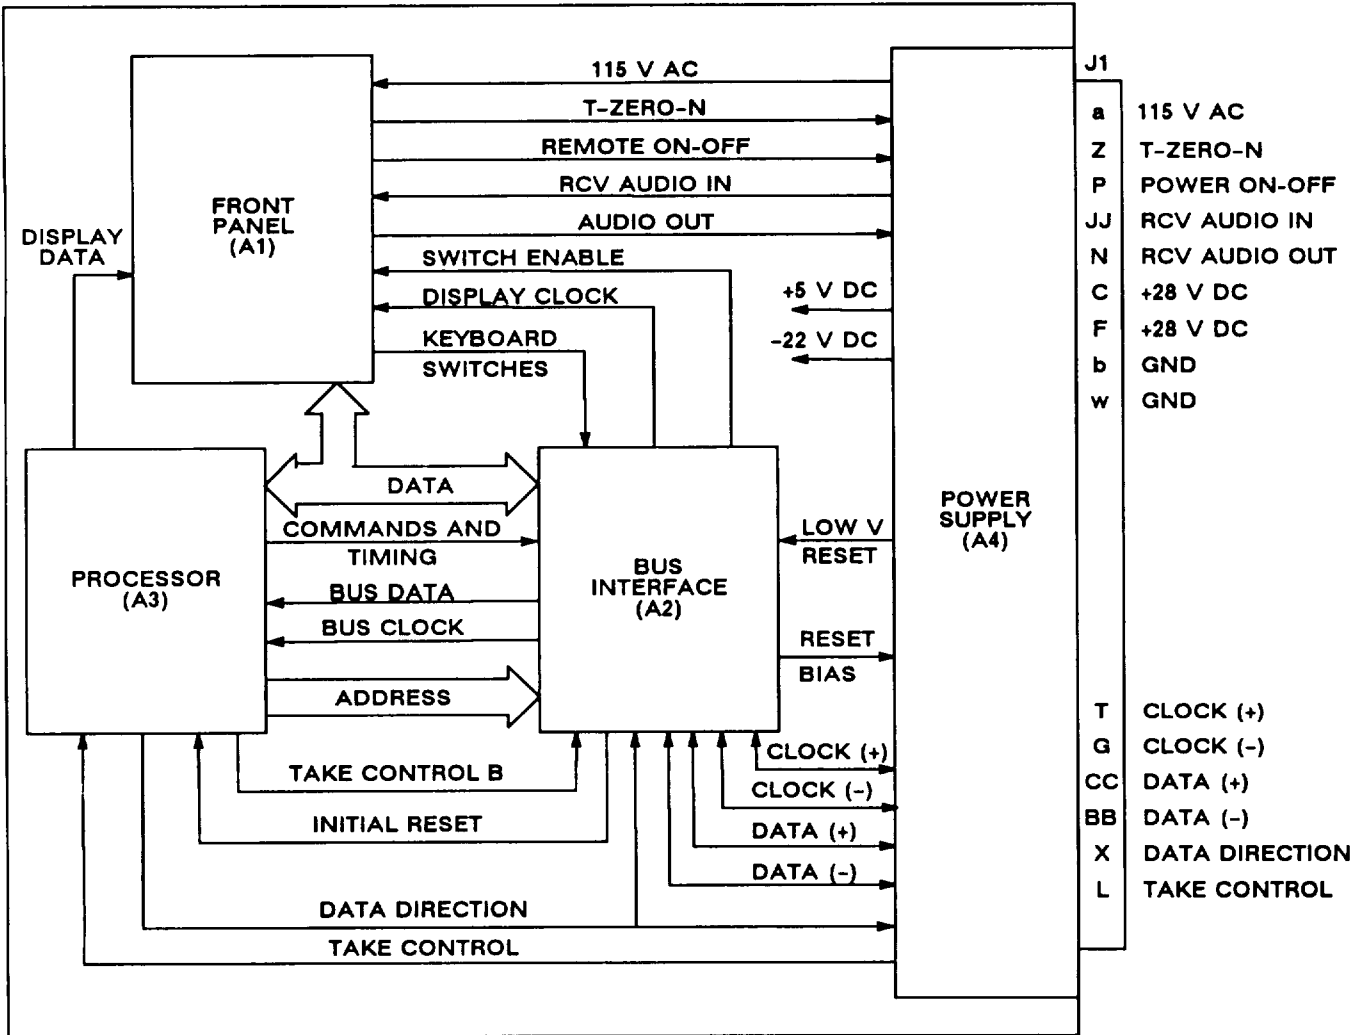 115 V AC
T-ZERO-N
REMOTE ON-OFF
RCV AUDIO IN
AUDIO OUT
SWITCH ENABLE
DISPLAY CLOCK
KEYBOARD
SWITCHES
FRONT
PANEL
(A1)
DISPLAY
DATA
+5 V DC
-22 V DC
DATA
COMMANDS AND
TIMING
BUS DATA
BUS CLOCK
ADDRESS
PROCESSOR
(A3)
BUS
INTERFACE
(A2)
LOW V
RESET
RESET
BIAS
POWER
SUPPLY
(A4)
TAKE CONTROL B
INITIAL RESET
DATA DIRECTION
TAKE CONTROL
CLOCK (+)
CLOCK (-)
DATA (+)
DATA (-)
J1
a 115 V AC
Z T-ZERO-N
P POWER ON-OFF
JJ RCV AUDIO IN
N RCV AUDIO OUT
C +28 V DC
F +28 V DC
b GND
w GND
T CLOCK (+)
G CLOCK (-)
CC DATA (+)
BB DATA (-)
X DATA DIRECTION
L TAKE CONTROL